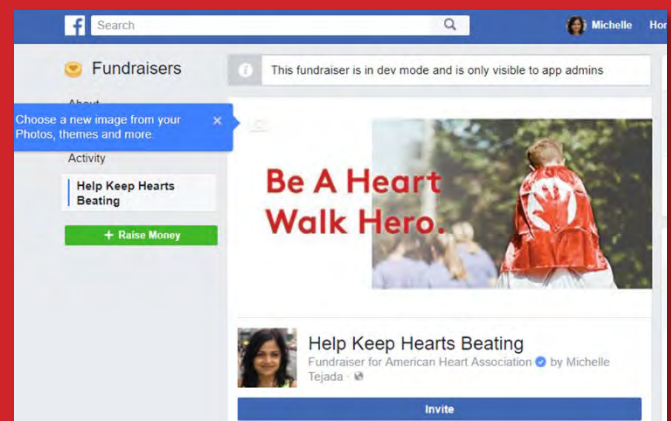 f
Search
Michelle
Fundraisers
This fundraiser is in dev mode and is only visible to app admins
About
Choose a new image from your
Photos, themes and more.
Activity
Help Keep Hearts
Beating
+ Raise Money
Be A Heart
Walk Hero.
Help Keep Hearts Beating
Fundraiser for American Heart Association by Michelle
Tejada ·
Invite